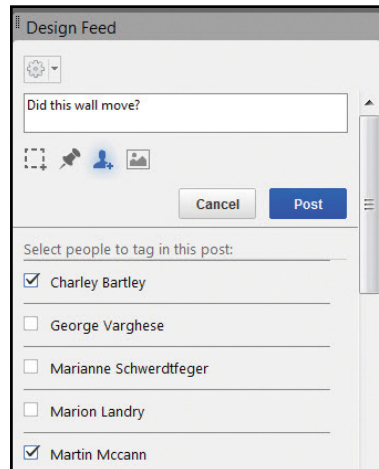 Design Feed
Did this wall move?
Cancel Post
Select people to tag in this post:
Charley Bartley
George Varghese
Marianne Schwerdtfeger
Marion Landry
Martin Mccann